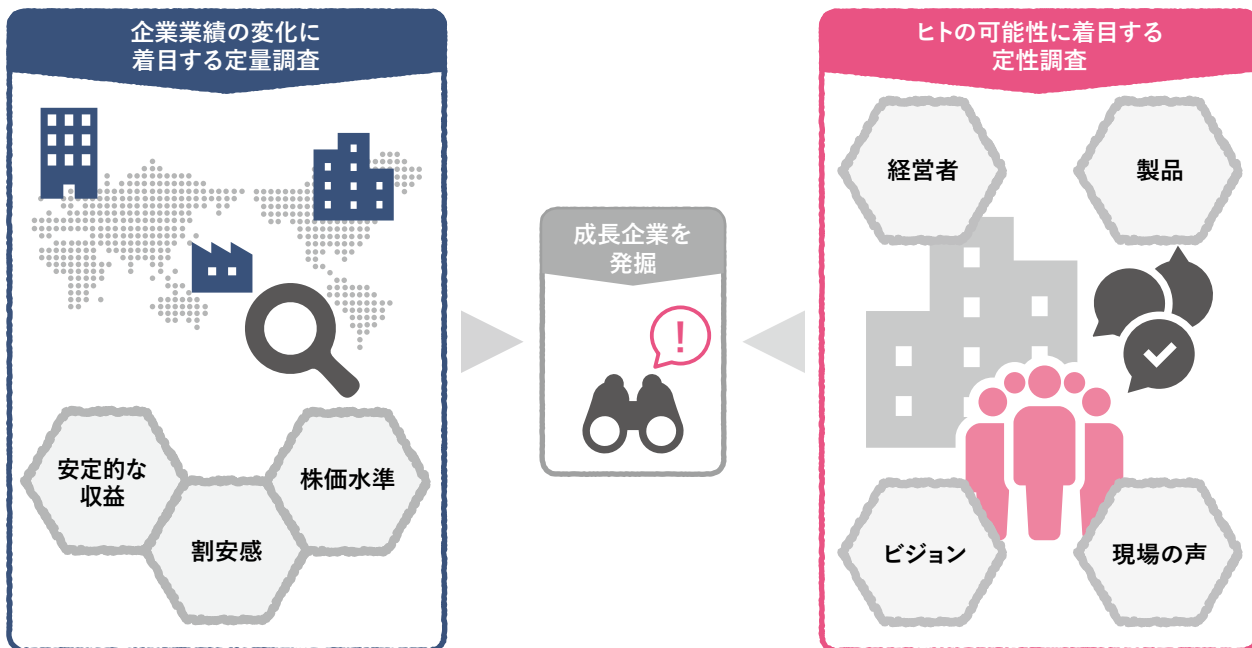 企業業績の変化に
着目する定量調査
安定的な
収益
割安感
株価水準
成長企業を
発掘
!
ヒトの可能性に着目する
定性調査
経営者
製品
ビジョン
現場の声